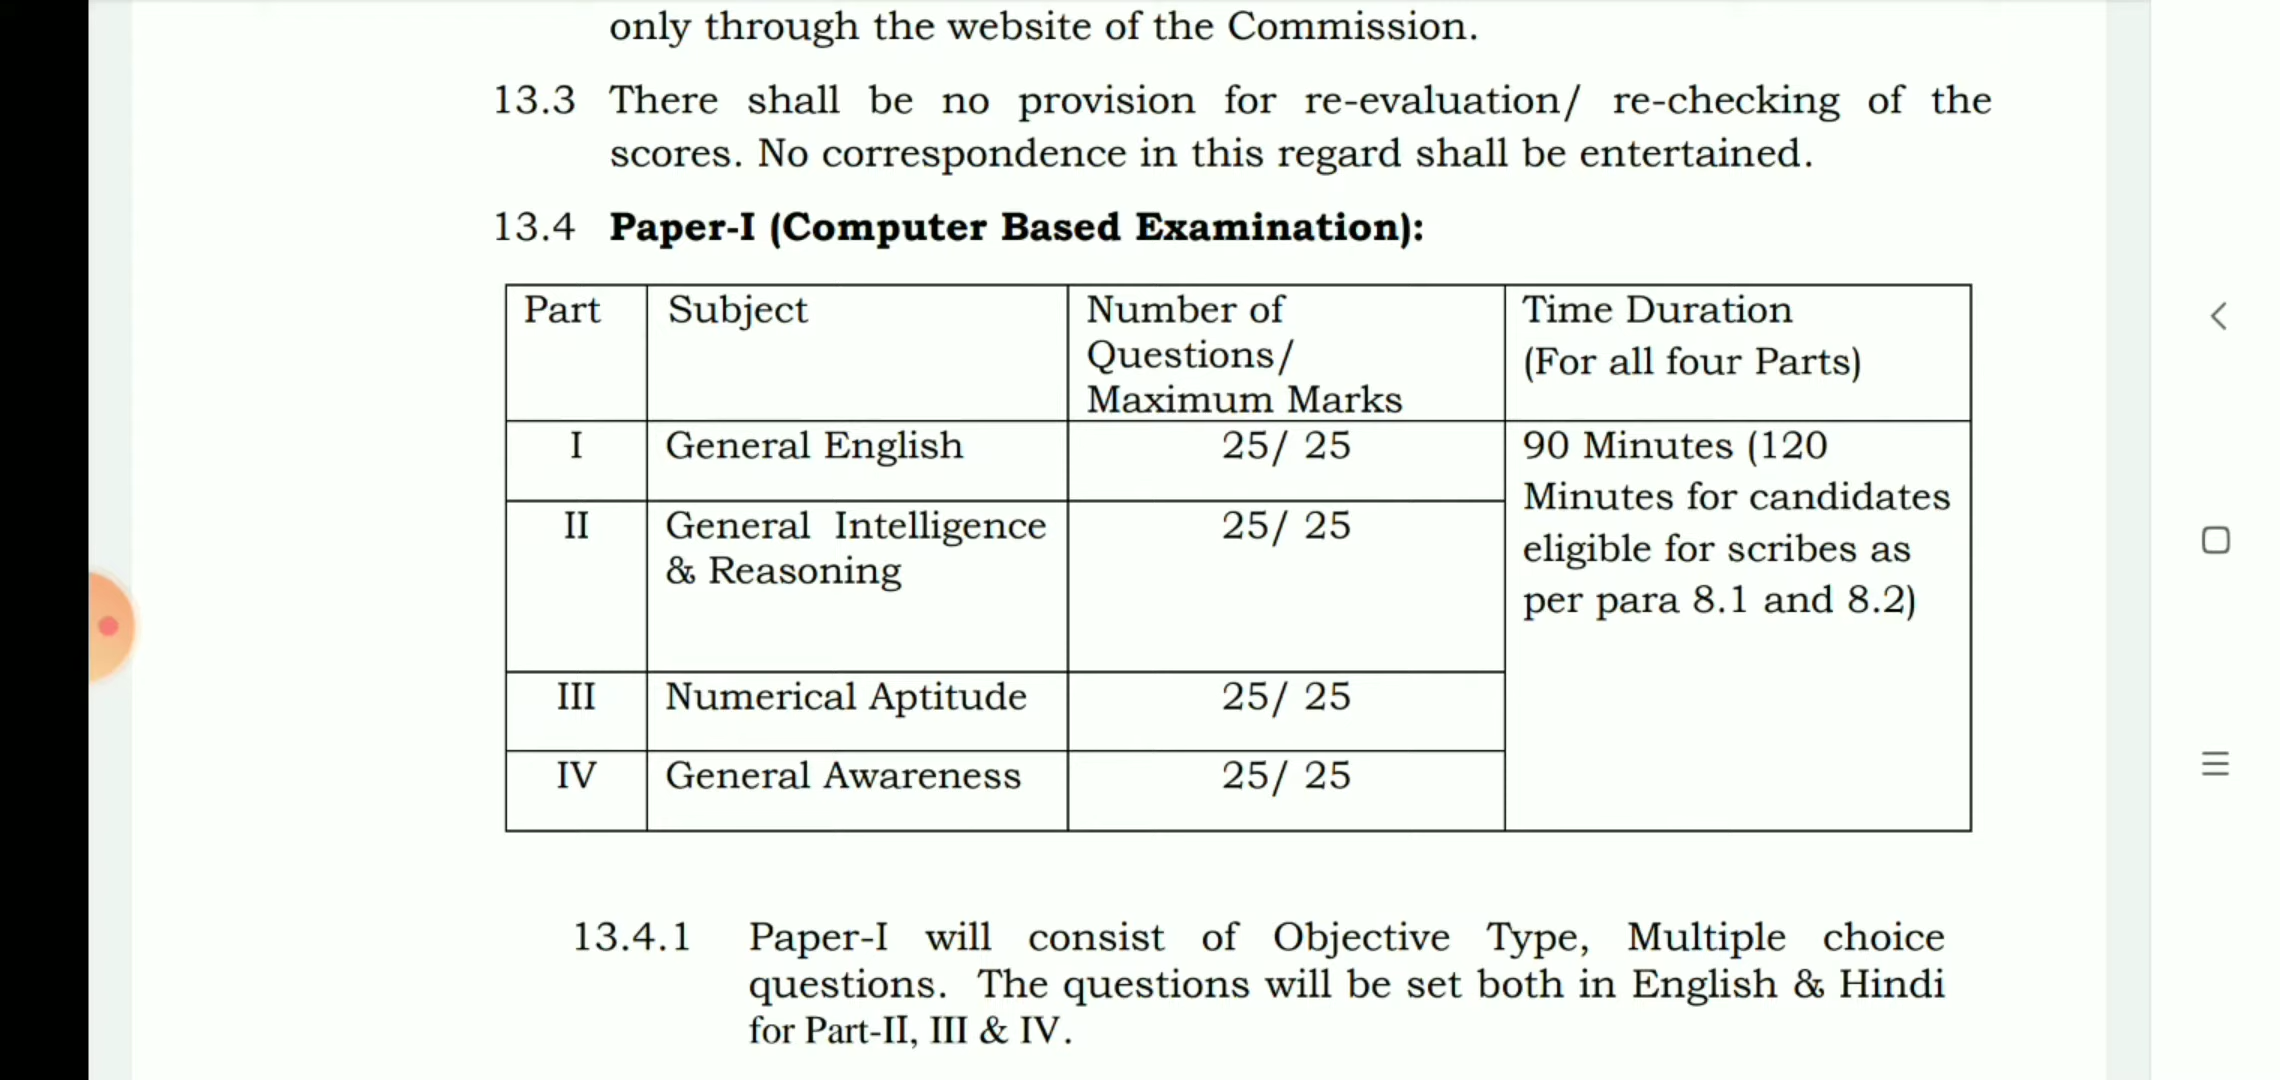 only through the website of the Commission.
13.3 There shall be no provision for re-evaluation/ re-checking of the
scores. No correspondence in this regard shall be entertained.
13.4 Paper-I (Computer Based Examination):
Part Subject Number of Questions/ Maximum Marks Time Duration (For all four Parts)
I General English 25/ 25 90 Minutes (120 Minutes for candidates eligible for scribes as per para 8.1 and 8.2)
II General Intelligence & Reasoning 25/ 25
III Numerical Aptitude 25/ 25
IV General Awareness 25/ 25
13.4.1 Paper-I will consist of Objective Type, Multiple choice
questions. The questions will be set both in English & Hindi
for Part-II, III & IV.